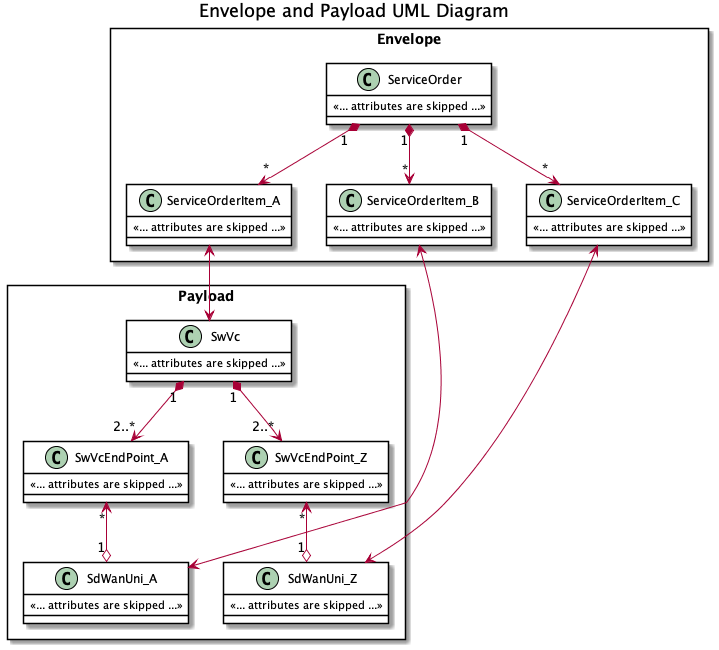 Envelope and Payload UML Diagram
Envelope
C ServiceOrder
«... attributes are skipped ...»
1 1 1
* * *
C ServiceOrderItem_A C ServiceOrderItem_B C ServiceOrderItem_C
«... attributes are skipped ...» «... attributes are skipped ...» «... attributes are skipped ...»
Payload
C SwVc
«... attributes are skipped ...»
1 1
2..* 2..*
C SwVcEndPoint_A C SwVcEndPoint_Z
«... attributes are skipped ...» «... attributes are skipped ...»
* *
1 1
C SdWanUni_A C SdWanUni_Z
«... attributes are skipped ...» «... attributes are skipped ...»